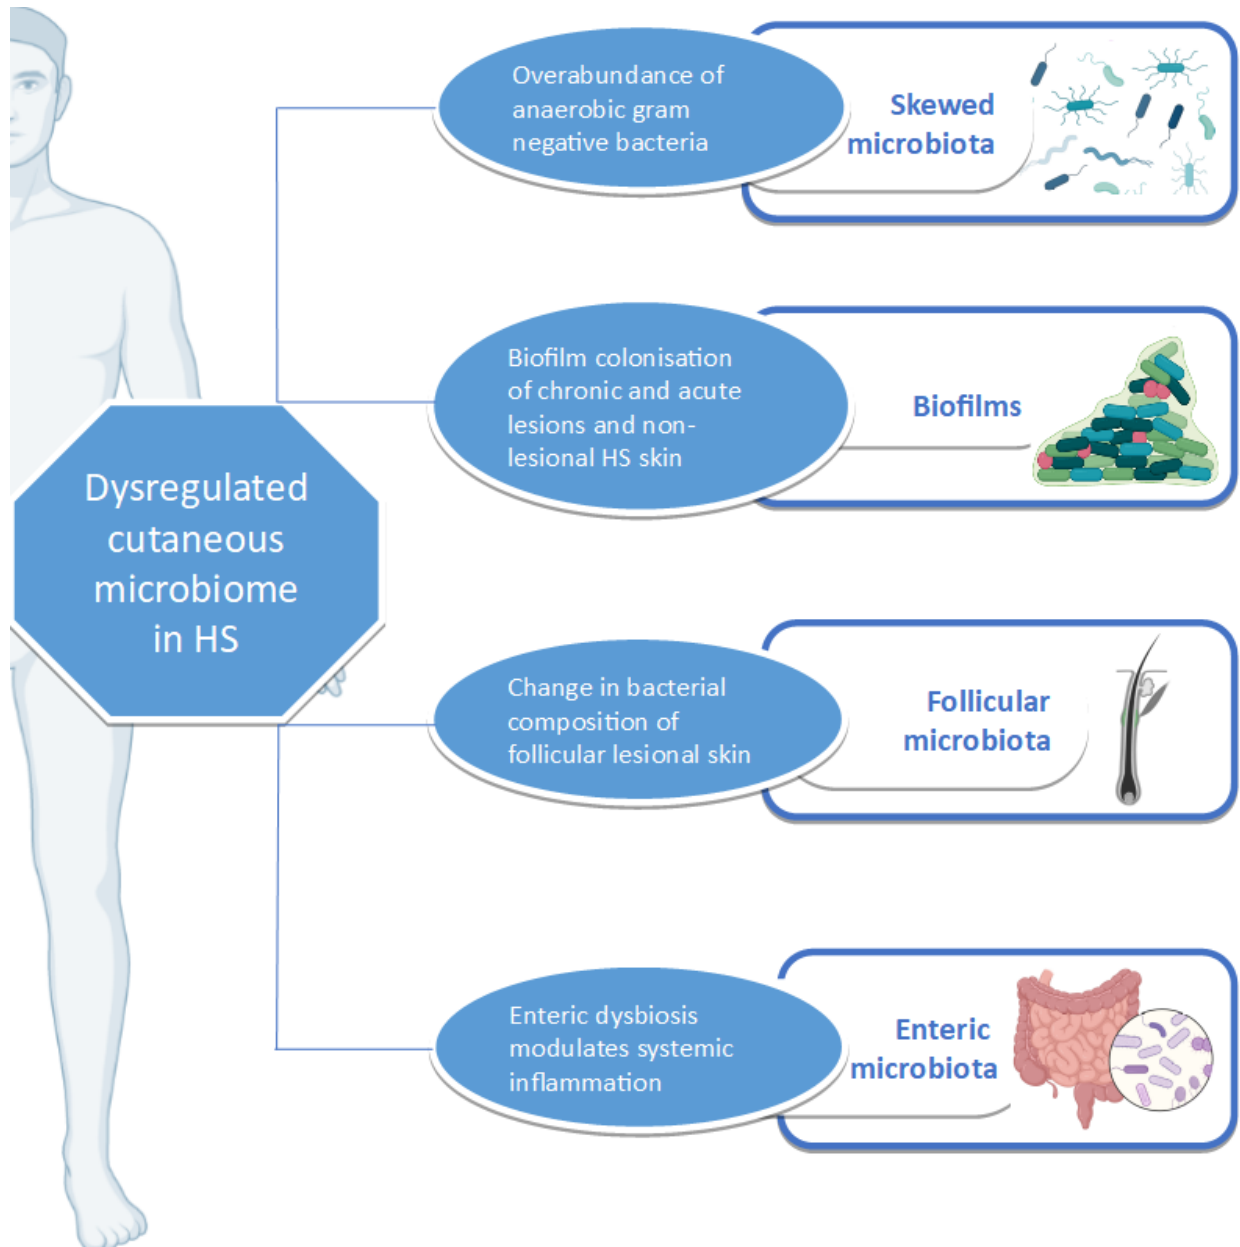 Overabundance of
anaerobic gram
negative bacteria
Skewed
microbiota
Biofilm colonisation
of chronic and acute
lesions and non-
lesional HS skin
Biofilms
Dysregulated
cutaneous
microbiome
in HS
Change in bacterial
composition of
follicular lesional skin
Follicular
microbiota
Enteric dysbiosis
modulates systemic
inflammation
Enteric
microbiota